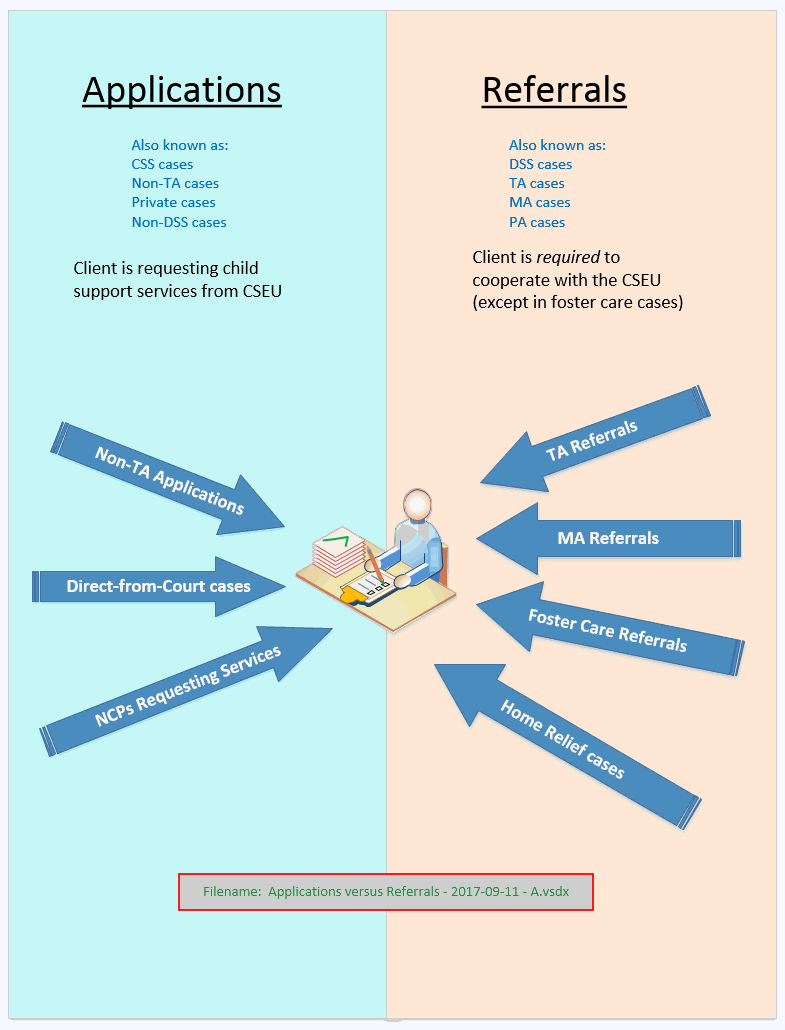 Applications
Also known as:
CSS cases
Non-TA cases
Private cases
Non-DSS cases
Client is requesting child
support services from CSEU
Referrals
Also known as:
DSS cases
TA cases
MA cases
PA cases
Client is required to
cooperate with the CSEU
(except in foster care cases)
Non-TA Applications
Direct-from-Court cases
NCPs Requesting Services
TA Referrals
MA Referrals
Foster Care Referrals
Home Relief cases
Filename:  Applications versus Referrals - 2017-09-11 - A.vsdx